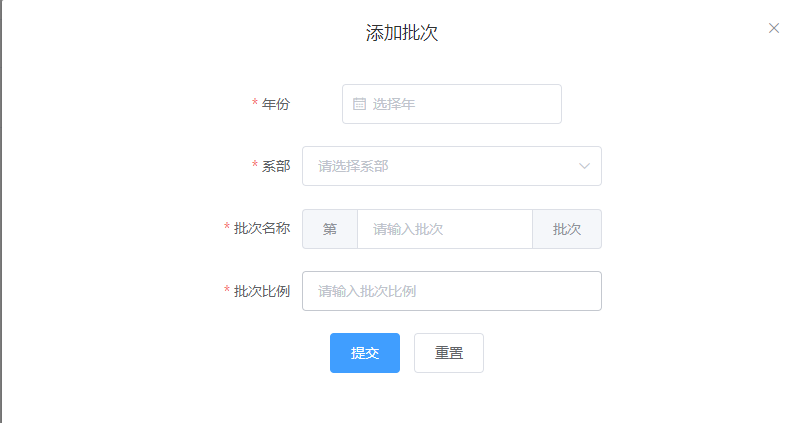 添加批次
* 年份 选择年
* 系部 请选择系部
* 批次名称 第 请输入批次 批次
* 批次比例 请输入批次比例
提交 重置